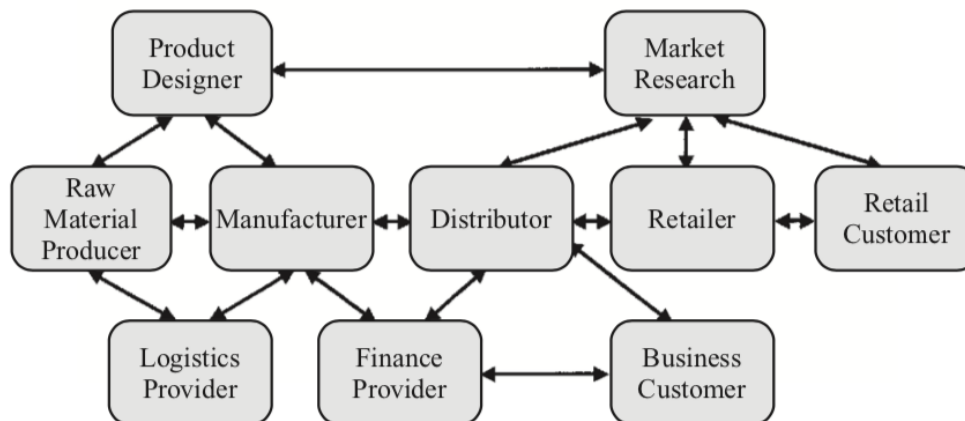 Product
Designer
Market
Research
Raw
Material
Producer
Manufacturer
Distributor
Retailer
Retail
Customer
Logistics
Provider
Finance
Provider
Business
Customer